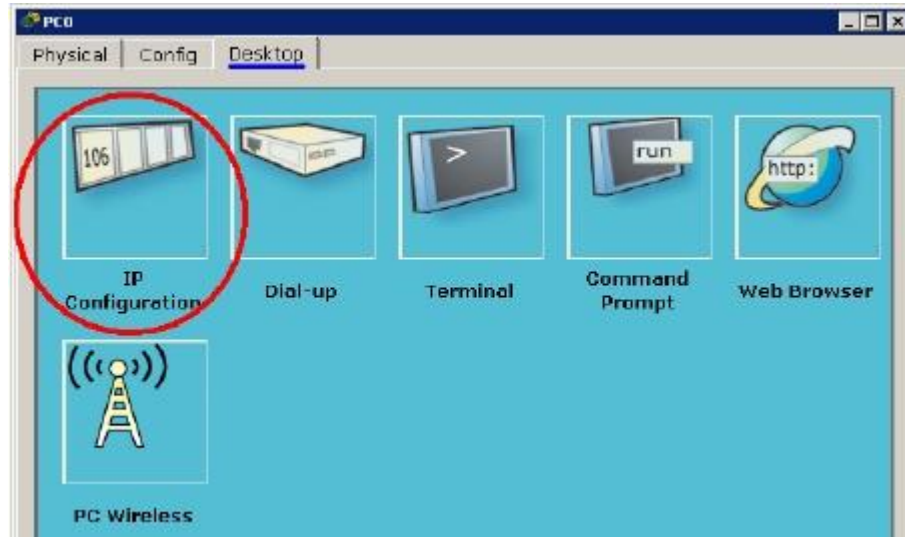 PC0
Physical Config Desktop
106
>
run
http:
IP
Configuration
Dial-up
Terminal
Command
Prompt
Web Browser
PC Wireless